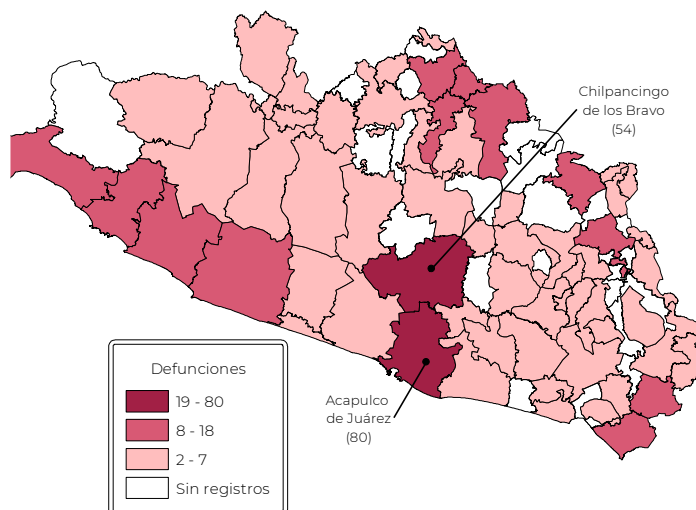 Chilpancingo
de los Bravo
(54)
Defunciones
19 - 80
8 - 18
2 - 7
Sin registros
Acapulco
de Juárez
(80)